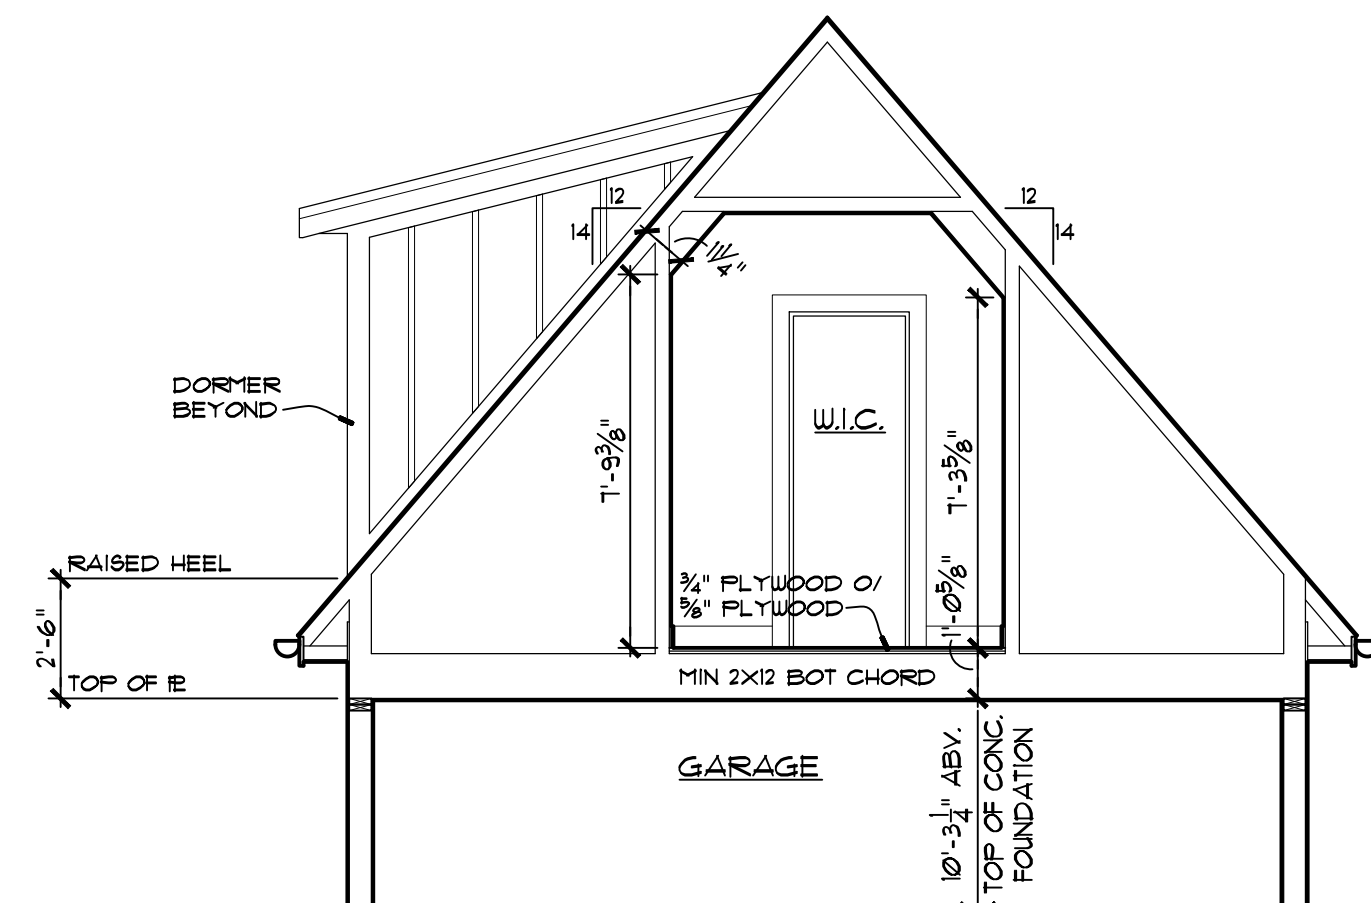 12
14
12
14
11 1/4"
DORMER
BEYOND
7'-9 3/8"
W.I.C.
7'-3 5/8"
RAISED HEEL
3/4" PLYWOOD O/
5/8" PLYWOOD
1'-0 5/8"
2'-6"
TOP OF PL
MIN 2X12 BOT CHORD
GARAGE
10'-3 1/4" ABV.
TOP OF CONC.
FOUNDATION